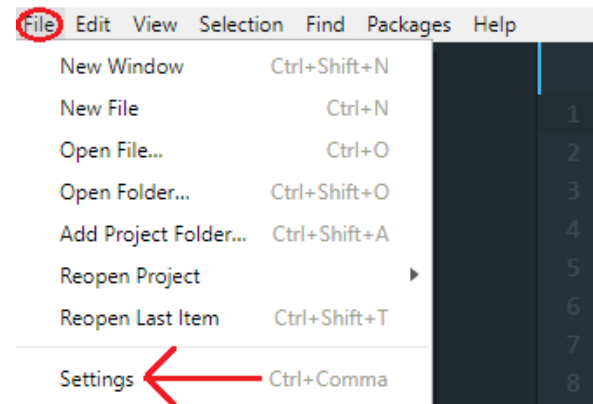 File Edit View Selection Find Packages Help
New Window Ctrl+Shift+N
New File Ctrl+N
Open File... Ctrl+O
Open Folder... Ctrl+Shift+O
Add Project Folder... Ctrl+Shift+A
Reopen Project
Reopen Last Item Ctrl+Shift+T
Settings Ctrl+Comma
1
2
3
4
5
6
7
8